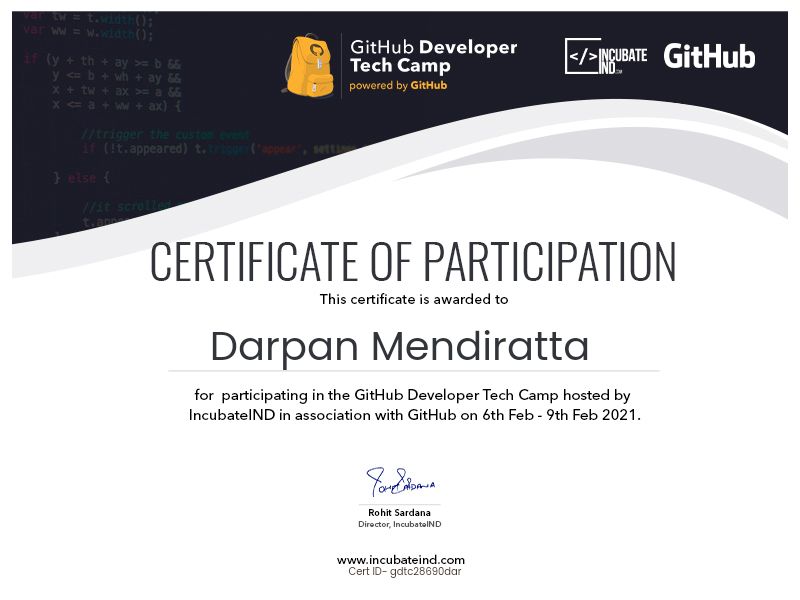 var tw = t.width();
var ww = w.width();
if (y + th + ay >= b &&
y <= b + wh + ay &&
x + tw + ax >= a &&
x <= a + ww + ax) {
//trigger the custom event
if (!t.appeared) t.trigger('appear', settings
} else {
//it scrolled
GitHub Developer
Tech Camp
powered by GitHub
</>INCUBATE
IND.COM
GitHub
CERTIFICATE OF PARTICIPATION
This certificate is awarded to
Darpan Mendiratta
for participating in the GitHub Developer Tech Camp hosted by
IncubateIND in association with GitHub on 6th Feb - 9th Feb 2021.
Rohit Sardana
Rohit Sardana
Director, IncubateIND
www.incubateind.com
Cert ID- gdtc28690dar